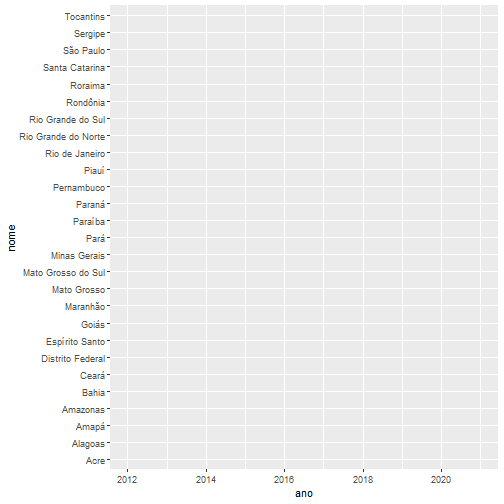 Tocantins
Sergipe
São Paulo
Santa Catarina
Roraima
Rondônia
Rio Grande do Sul
Rio Grande do Norte
Rio de Janeiro
Piauí
Pernambuco
Paraná
Paraíba
Pará
Minas Gerais
Mato Grosso do Sul
Mato Grosso
Maranhão
Goiás
Espírito Santo
Distrito Federal
Ceará
Bahia
Amazonas
Amapá
Alagoas
Acre
nome
2012 2014 2016 2018 2020
ano